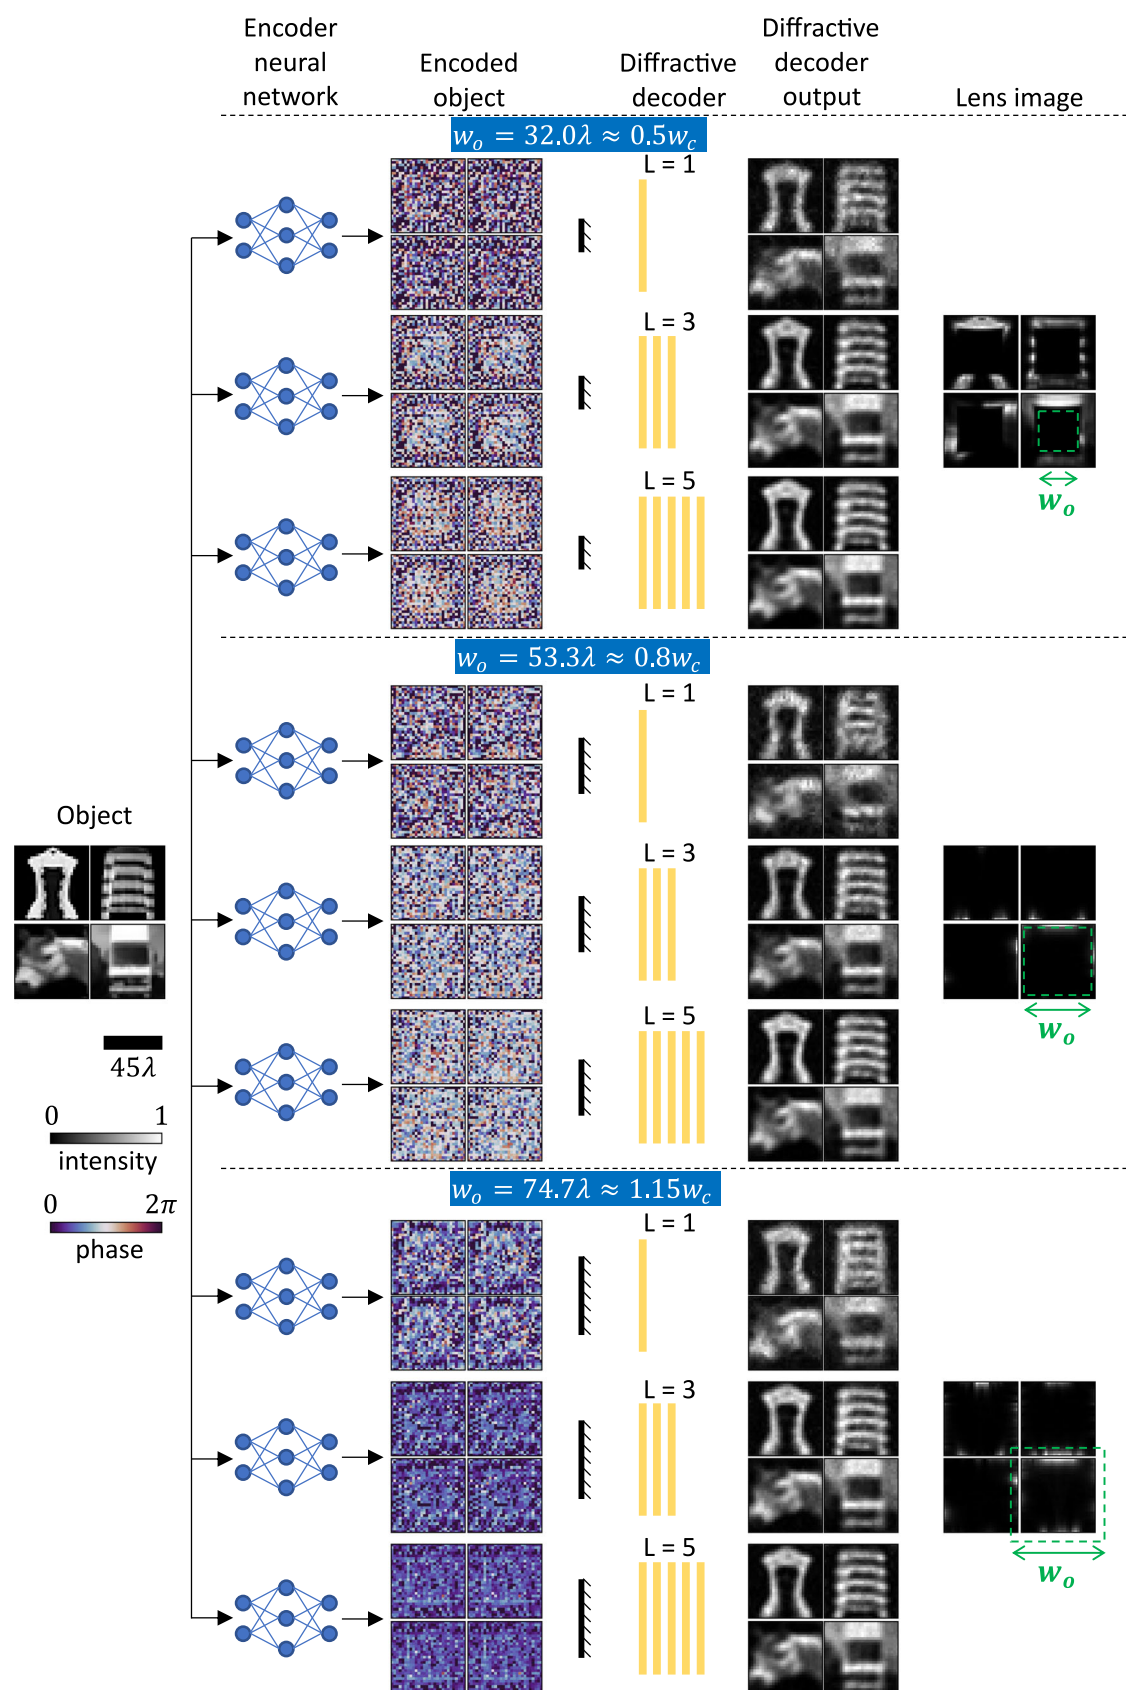 Encoder
neural
network
Encoded
object
Diffractive
decoder
Diffractive
decoder
output
Lens image
w_o = 32.0λ ≈ 0.5w_c
L = 1
L = 3
w_o
L = 5
w_o = 53.3λ ≈ 0.8w_c
L = 1
Object
L = 3
w_o
L = 5
45λ
0 1
intensity
w_o = 74.7λ ≈ 1.15w_c
0 2π
phase
L = 1
L = 3
w_o
L = 5